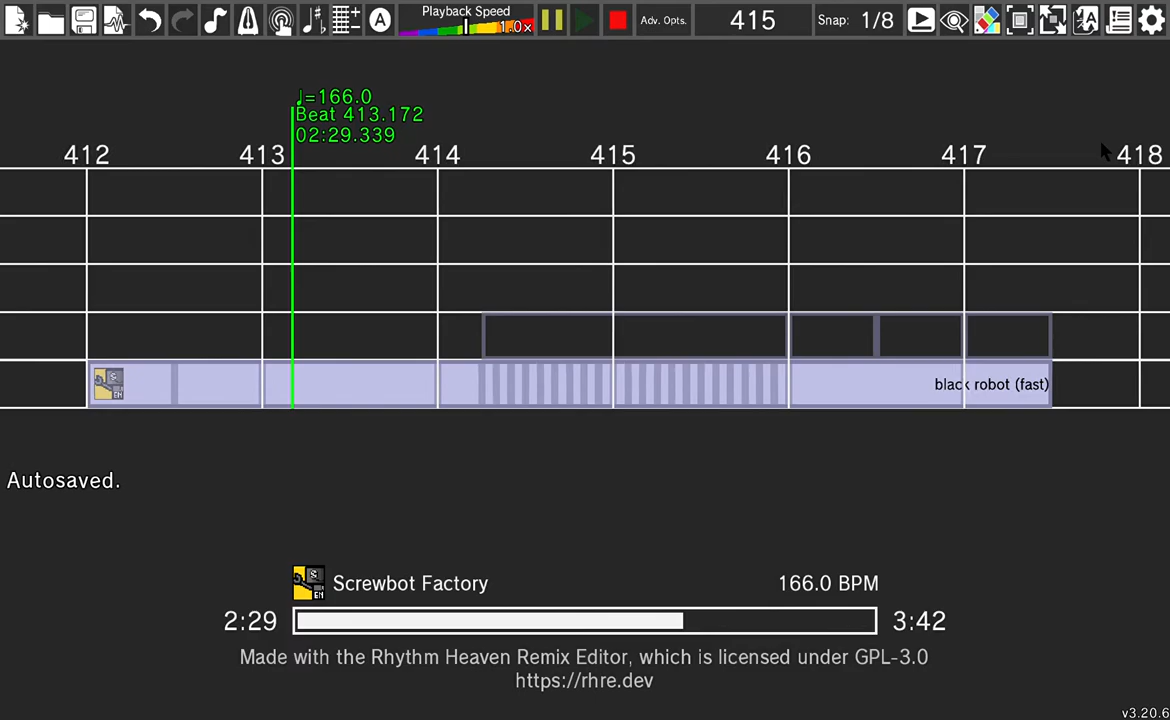 Playback Speed
1.0x
Adv. Opts.
415
Snap: 1/8
♩=166.0
Beat 413.172
02:29.339
412 413 414 415 416 417 418
S
EN
black robot (fast)
Autosaved.
S
EN
Screwbot Factory
166.0 BPM
2:29
3:42
Made with the Rhythm Heaven Remix Editor, which is licensed under GPL-3.0
https://rhre.dev
v3.20.6